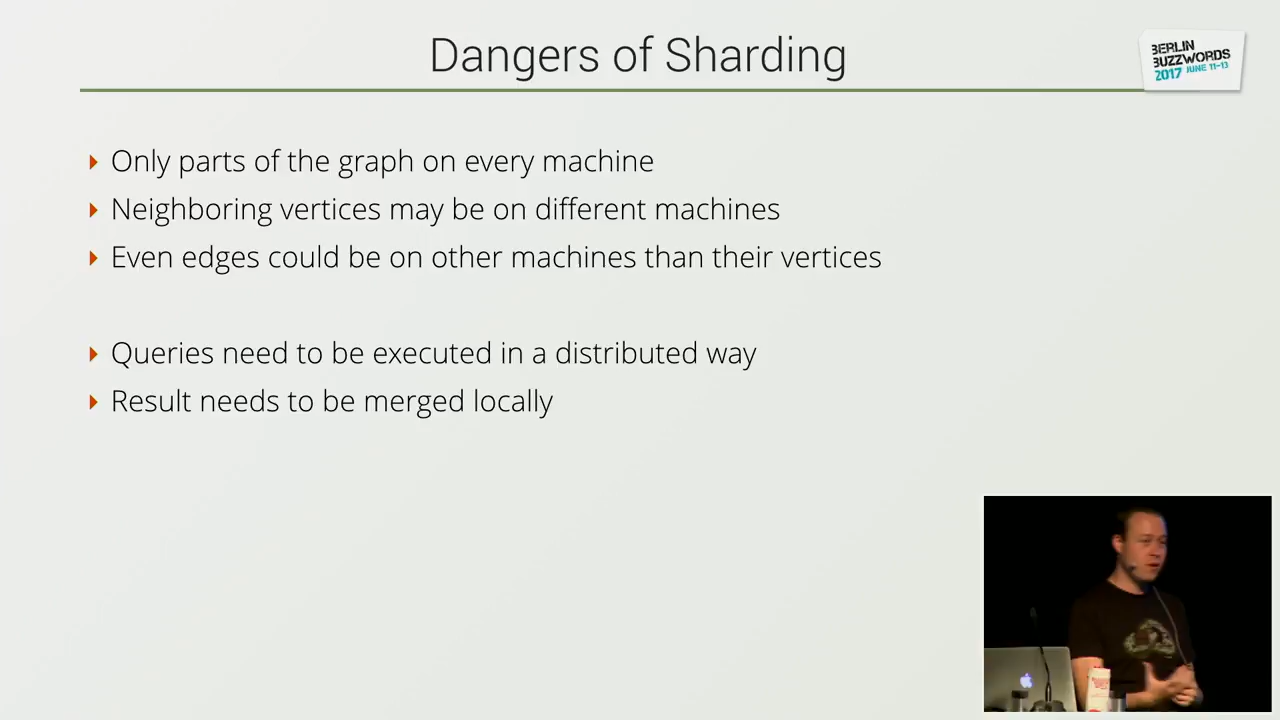 Dangers of Sharding
BERLIN
BUZZWORDS
2017 JUNE 11-13
Only parts of the graph on every machine
Neighboring vertices may be on different machines
Even edges could be on other machines than their vertices
Queries need to be executed in a distributed way
Result needs to be merged locally